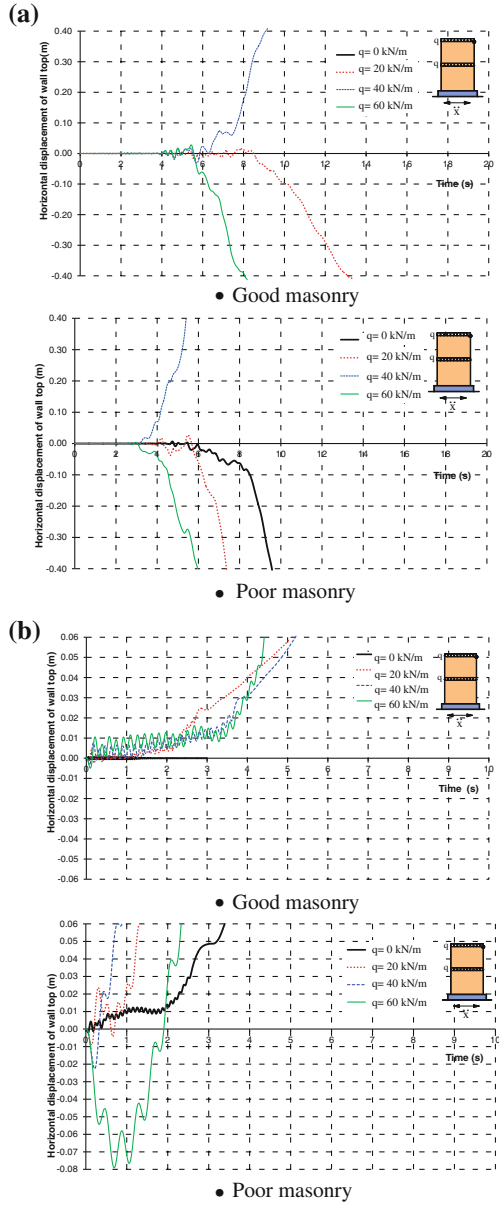 (a)
Horizontal displacement of wall top(m)
0.40
0.30
0.20
0.10
0.00
-0.10
-0.20
-0.30
-0.40
0 2 4 6 8 10 12 14 16 18 20
Time (s)
q= 0 kN/m
q= 20 kN/m
q= 40 kN/m
q= 60 kN/m
q
q
ẍ
• Good masonry
Horizontal displacement of wall top (m)
0.40
0.30
0.20
0.10
0.00
-0.10
-0.20
-0.30
-0.40
0 2 4 6 8 10 12 14 16 18 20
Time (s)
q= 0 kN/m
q= 20 kN/m
q= 40 kN/m
q= 60 kN/m
q
q
ẍ
• Poor masonry
(b)
Horizontal displacement of wall top (m)
0.06
0.05
0.04
0.03
0.02
0.01
0.00
-0.01
-0.02
-0.03
-0.04
-0.05
-0.06
0 1 2 3 4 5 6 7 8 9 10
Time (s)
q= 0 kN/m
q= 20 kN/m
q= 40 kN/m
q= 60 kN/m
q
q
ẍ
• Good masonry
Horizontal displacement of wall top (m)
0.06
0.05
0.04
0.03
0.02
0.01
0.00
-0.01
-0.02
-0.03
-0.04
-0.05
-0.06
-0.07
-0.08
0 1 2 3 4 5 6 7 8 9 10
Time (s)
q= 0 kN/m
q= 20 kN/m
q= 40 kN/m
q= 60 kN/m
q
q
ẍ
• Poor masonry